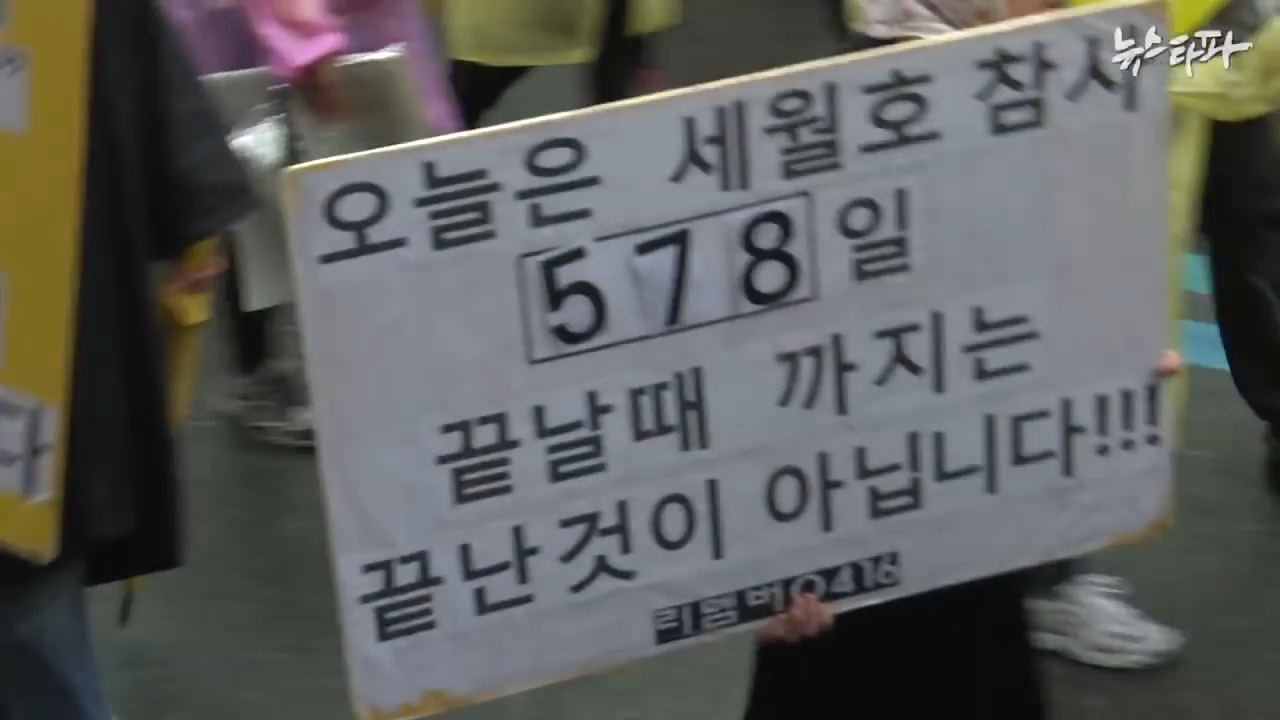 뉴스타파
오늘은 세월호 참사
578일
끝날때 까지는
끝난것이 아닙니다!!!
리멤버0416
다